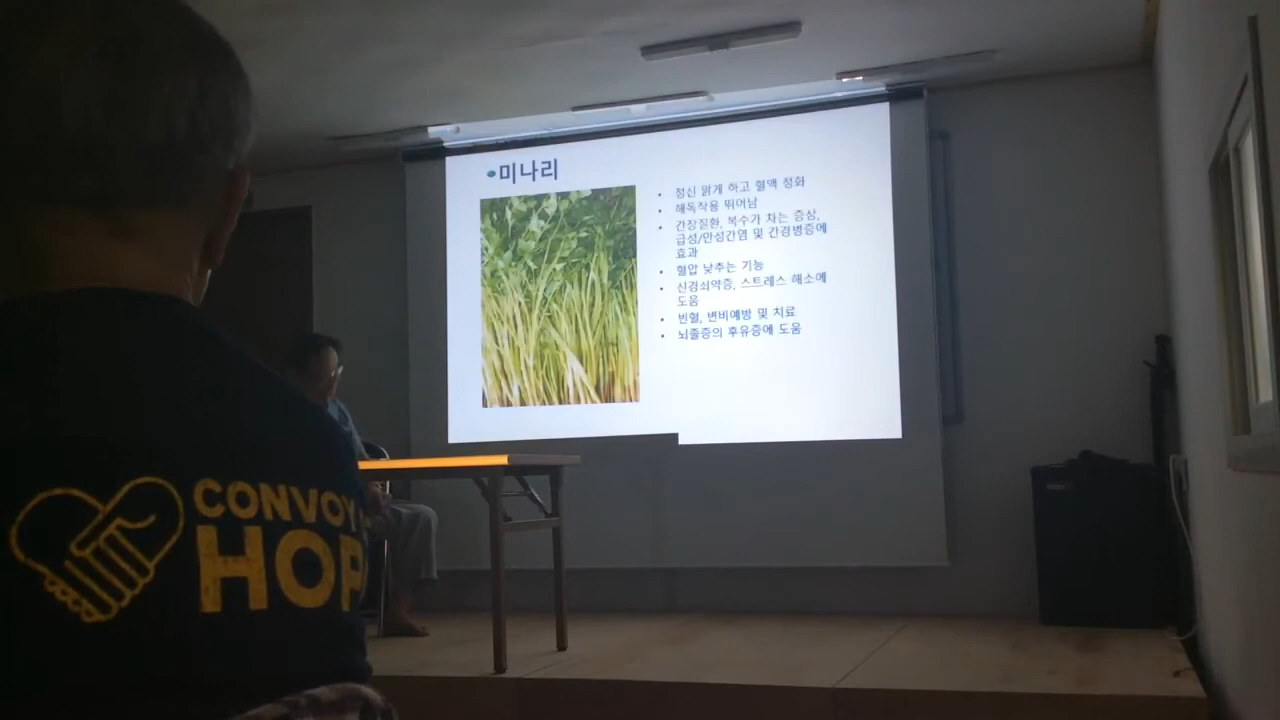 •미나리
• 정신 맑게 하고 혈액 정화
• 해독작용 뛰어남
• 간장질환, 복수가 차는 증상,
급성/만성간염 및 간경병증에
효과
• 혈압 낮추는 기능
• 신경쇠약증, 스트레스 해소에
도움
• 빈혈, 변비예방 및 치료
• 뇌졸증의 후유증에 도움
CONVOY
HOP